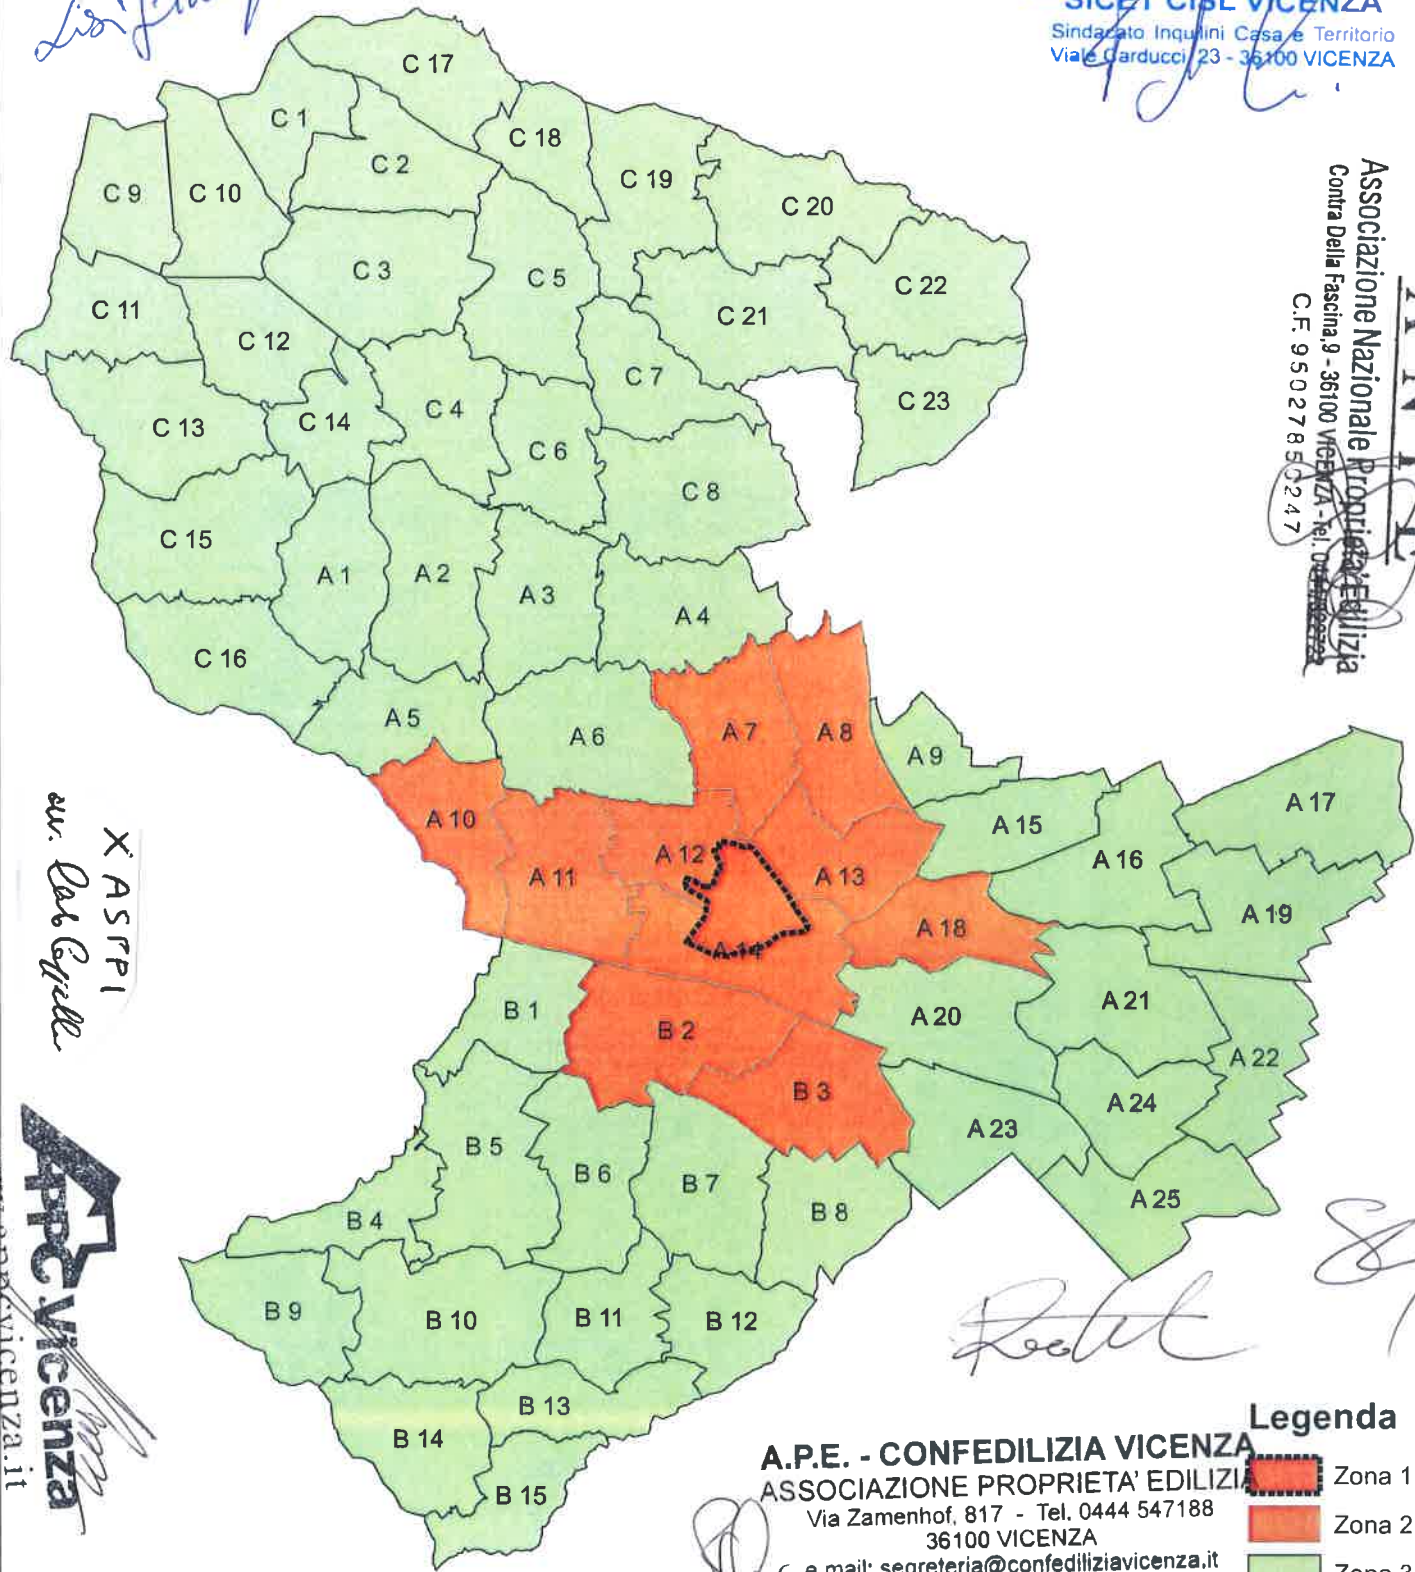 SICET CISL VICENZA
Sindacato Inquilini Casa e Territorio
Viale Carducci, 23 - 36100 VICENZA
C 17
C 1
C 18
C 2
C 19
C 9
C 10
C 20
C 3
C 5
C 22
C 11
C 21
C 12
C 7
C 23
C 4
C 14
C 13
C 6
C 8
C 15
A 1
A 2
A 3
A 4
C 16
A 5
A 6
A 7
A 8
A 9
A 10
A 17
A 15
A 12
A 16
A 11
A 13
A 19
A 18
A 14
B 1
A 21
A 20
B 2
A 22
B 3
A 24
A 23
B 5
B 6
B 7
A 25
B 8
B 4
B 9
B 10
B 11
B 12
B 13
B 14
B 15
Associazione Nazionale Proprietà Edilizia
Contra Della Fascina,9 - 36100 VICENZA - Tel.
C.F. 95027850247
X ASPPI
APPC Vicenza
A.P.E. - CONFEDILIZIA VICENZA
ASSOCIAZIONE PROPRIETA' EDILIZIA
Via Zamenhof, 817 - Tel. 0444 547188
36100 VICENZA
e mail: segreteria@confediliziavicenza.it
Legenda
Zona 1
Zona 2
Zona 3